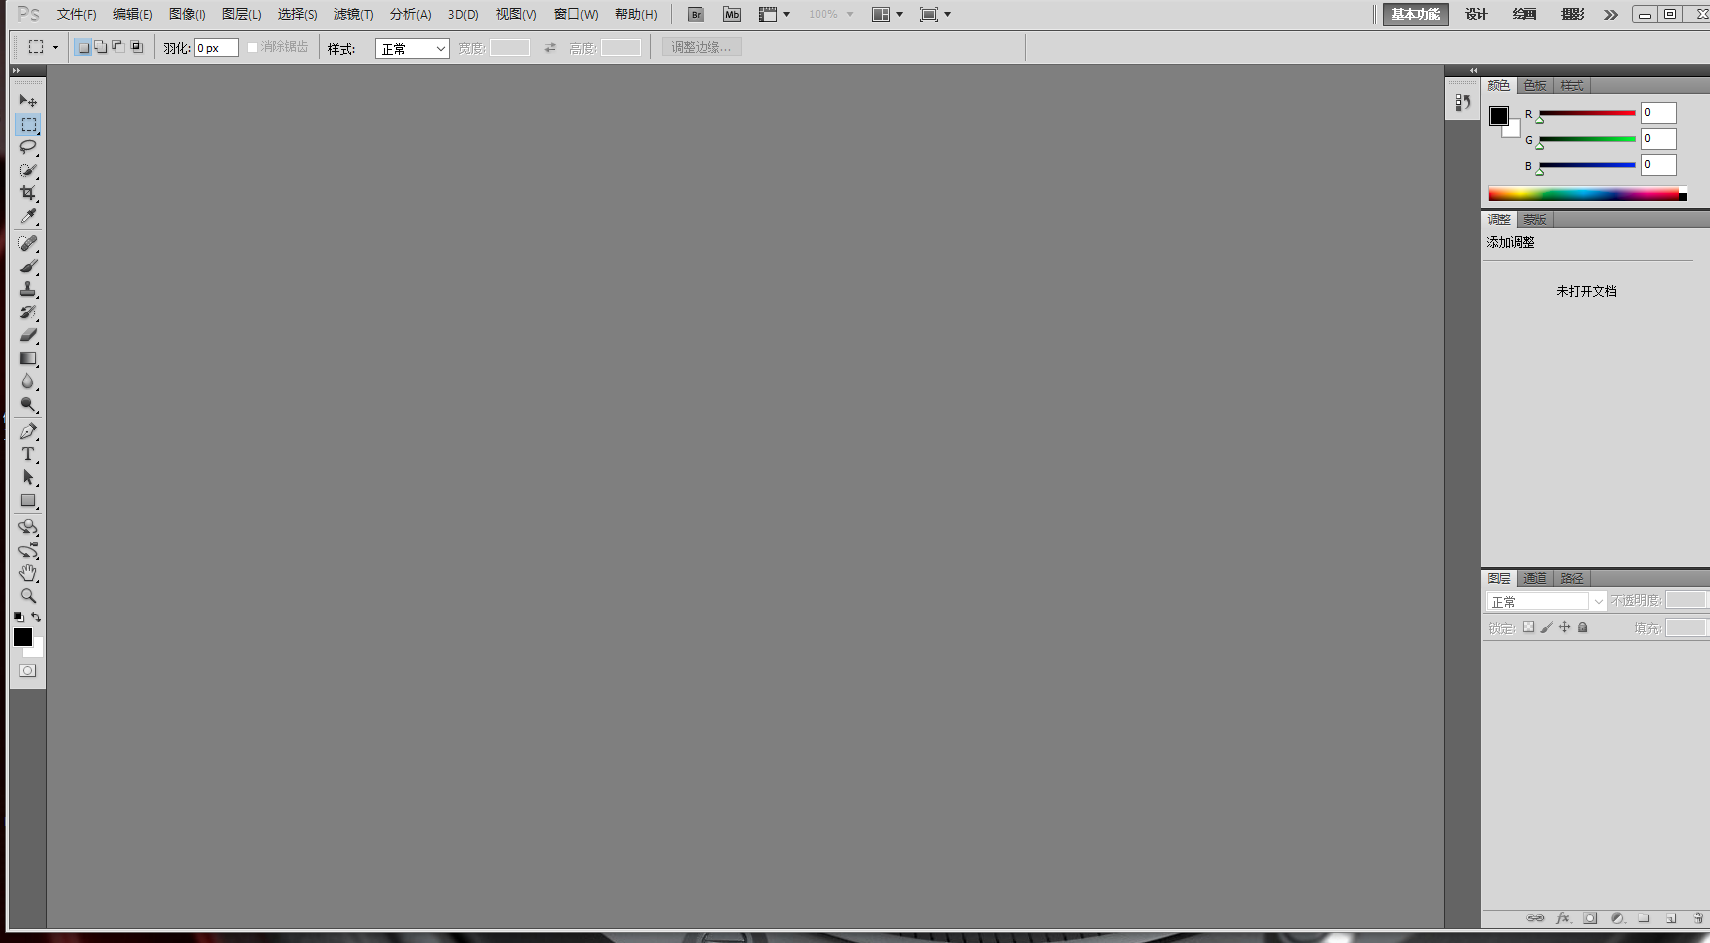 Ps 文件(F) 编辑(E) 图像(I) 图层(L) 选择(S) 滤镜(T) 分析(A) 3D(D) 视图(V) 窗口(W) 帮助(H) Br Mb 100% 基本功能 设计 绘画 摄影
羽化: 0 px 消除锯齿 样式: 正常 宽度: 高度: 调整边缘...
颜色 色板 样式
R 0
G 0
B 0
调整 蒙版
添加调整
未打开文档
图层 通道 路径
正常 不透明度:
锁定: 填充:
T
fx